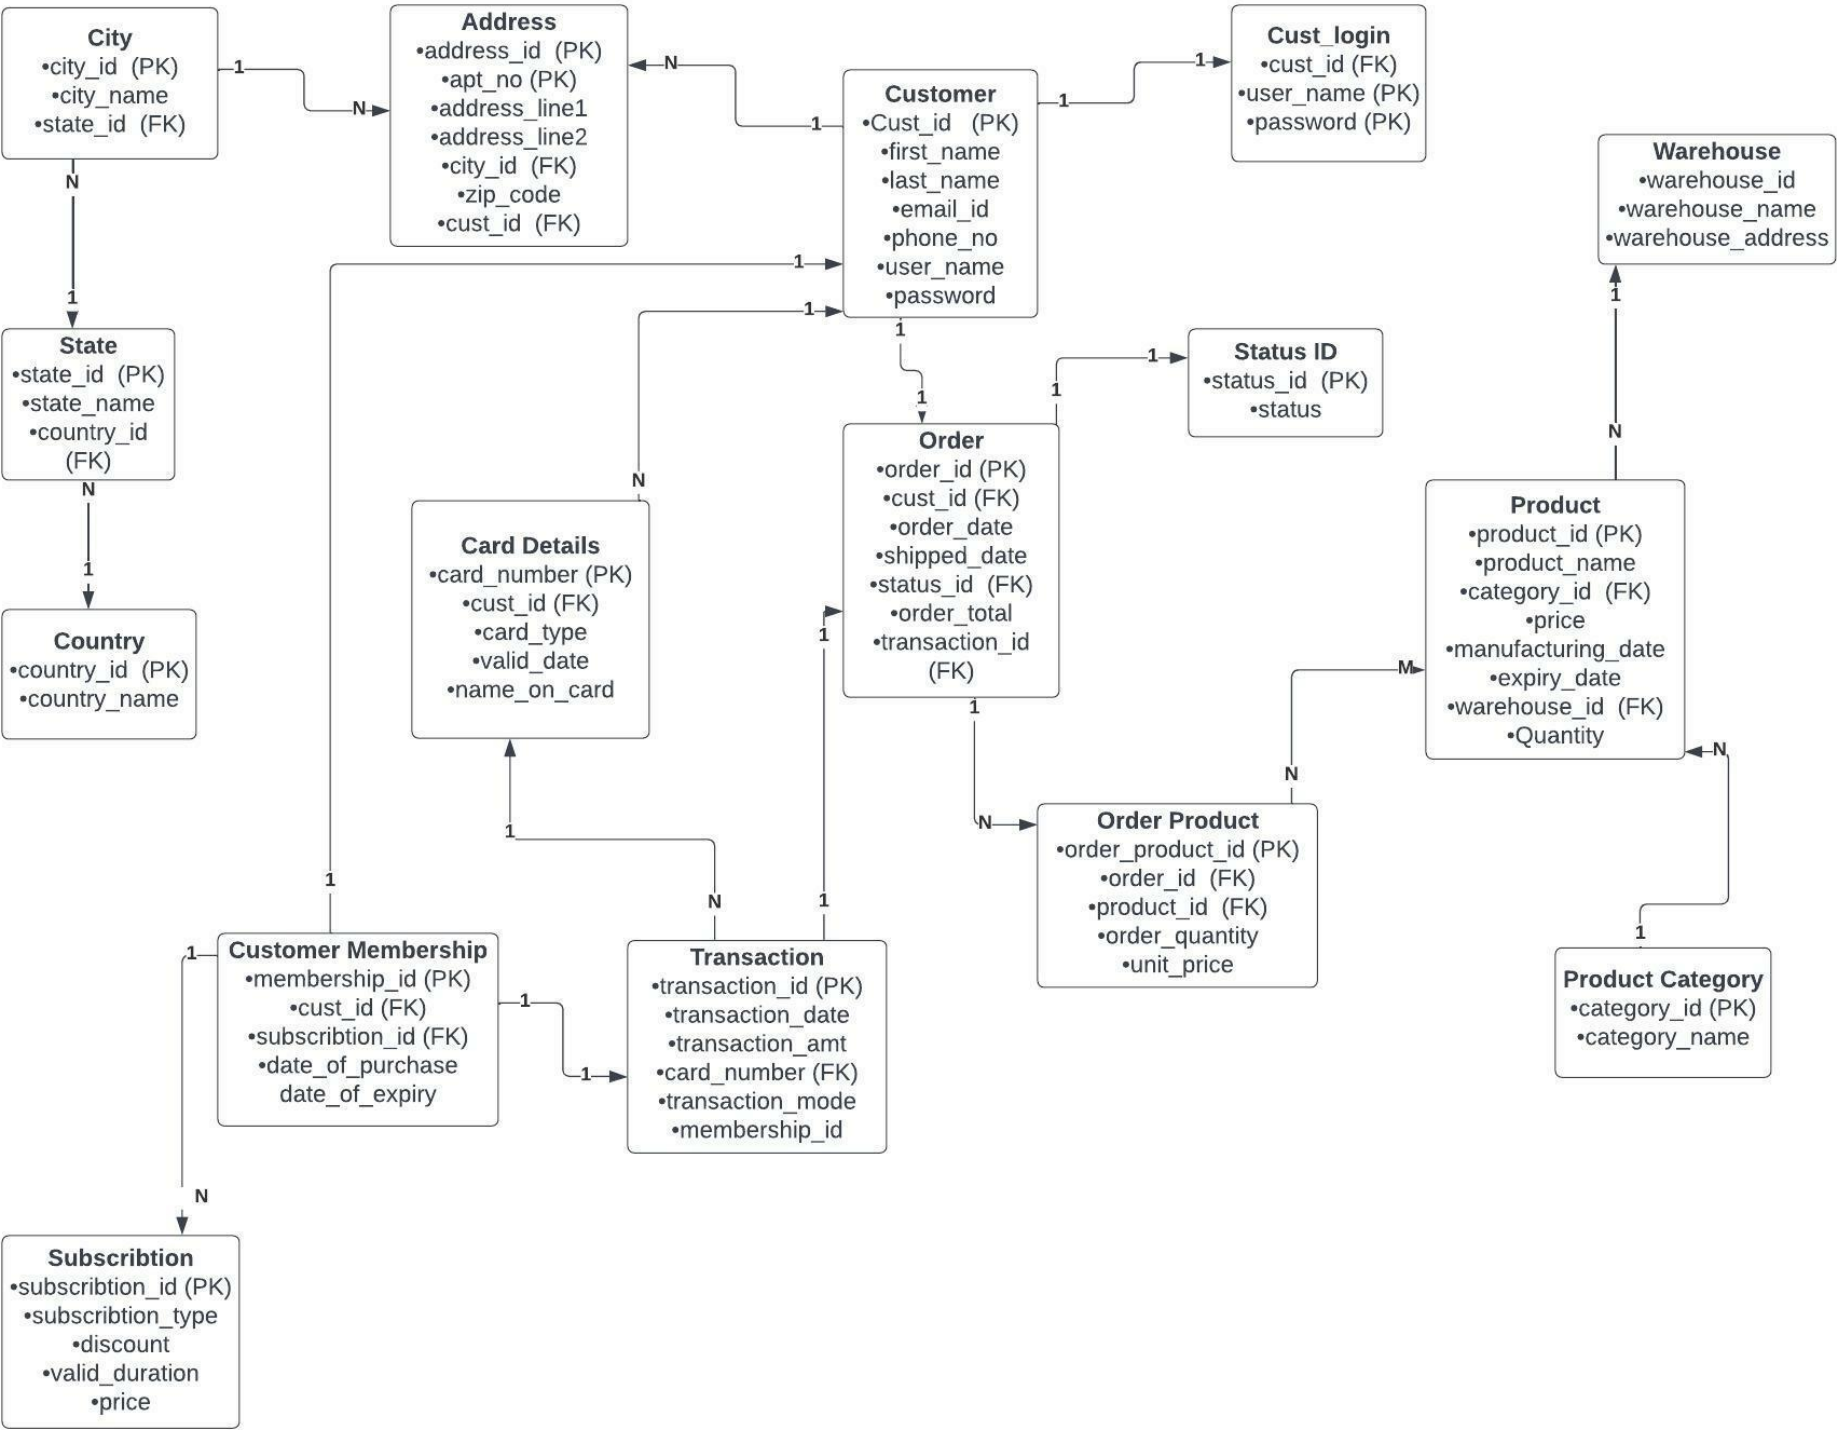 City
•city_id (PK)
•city_name
•state_id (FK)
1
N
Address
•address_id (PK)
•apt_no (PK)
•address_line1
•address_line2
•city_id (FK)
•zip_code
•cust_id (FK)
N
1
Customer
•Cust_id (PK)
•first_name
•last_name
•email_id
•phone_no
•user_name
•password
1
1
Cust_login
•cust_id (FK)
•user_name (PK)
•password (PK)
Warehouse
•warehouse_id
•warehouse_name
•warehouse_address
N
1
1
1
1
1
State
•state_id (PK)
•state_name
•country_id
(FK)
N
1
Country
•country_id (PK)
•country_name
N
Card Details
•card_number (PK)
•cust_id (FK)
•card_type
•valid_date
•name_on_card
1
N
1
Order
•order_id (PK)
•cust_id (FK)
•order_date
•shipped_date
•status_id (FK)
•order_total
•transaction_id
(FK)
1
1
Status ID
•status_id (PK)
•status
1
N
Product
•product_id (PK)
•product_name
•category_id (FK)
•price
•manufacturing_date
•expiry_date
•warehouse_id (FK)
•Quantity
M
N
N
1
N
Order Product
•order_product_id (PK)
•order_id (FK)
•product_id (FK)
•order_quantity
•unit_price
1
Product Category
•category_id (PK)
•category_name
1
1
1
Customer Membership
•membership_id (PK)
•cust_id (FK)
•subscribtion_id (FK)
•date_of_purchase
date_of_expiry
1
1
Transaction
•transaction_id (PK)
•transaction_date
•transaction_amt
•card_number (FK)
•transaction_mode
•membership_id
N
Subscribtion
•subscribtion_id (PK)
•subscribtion_type
•discount
•valid_duration
•price